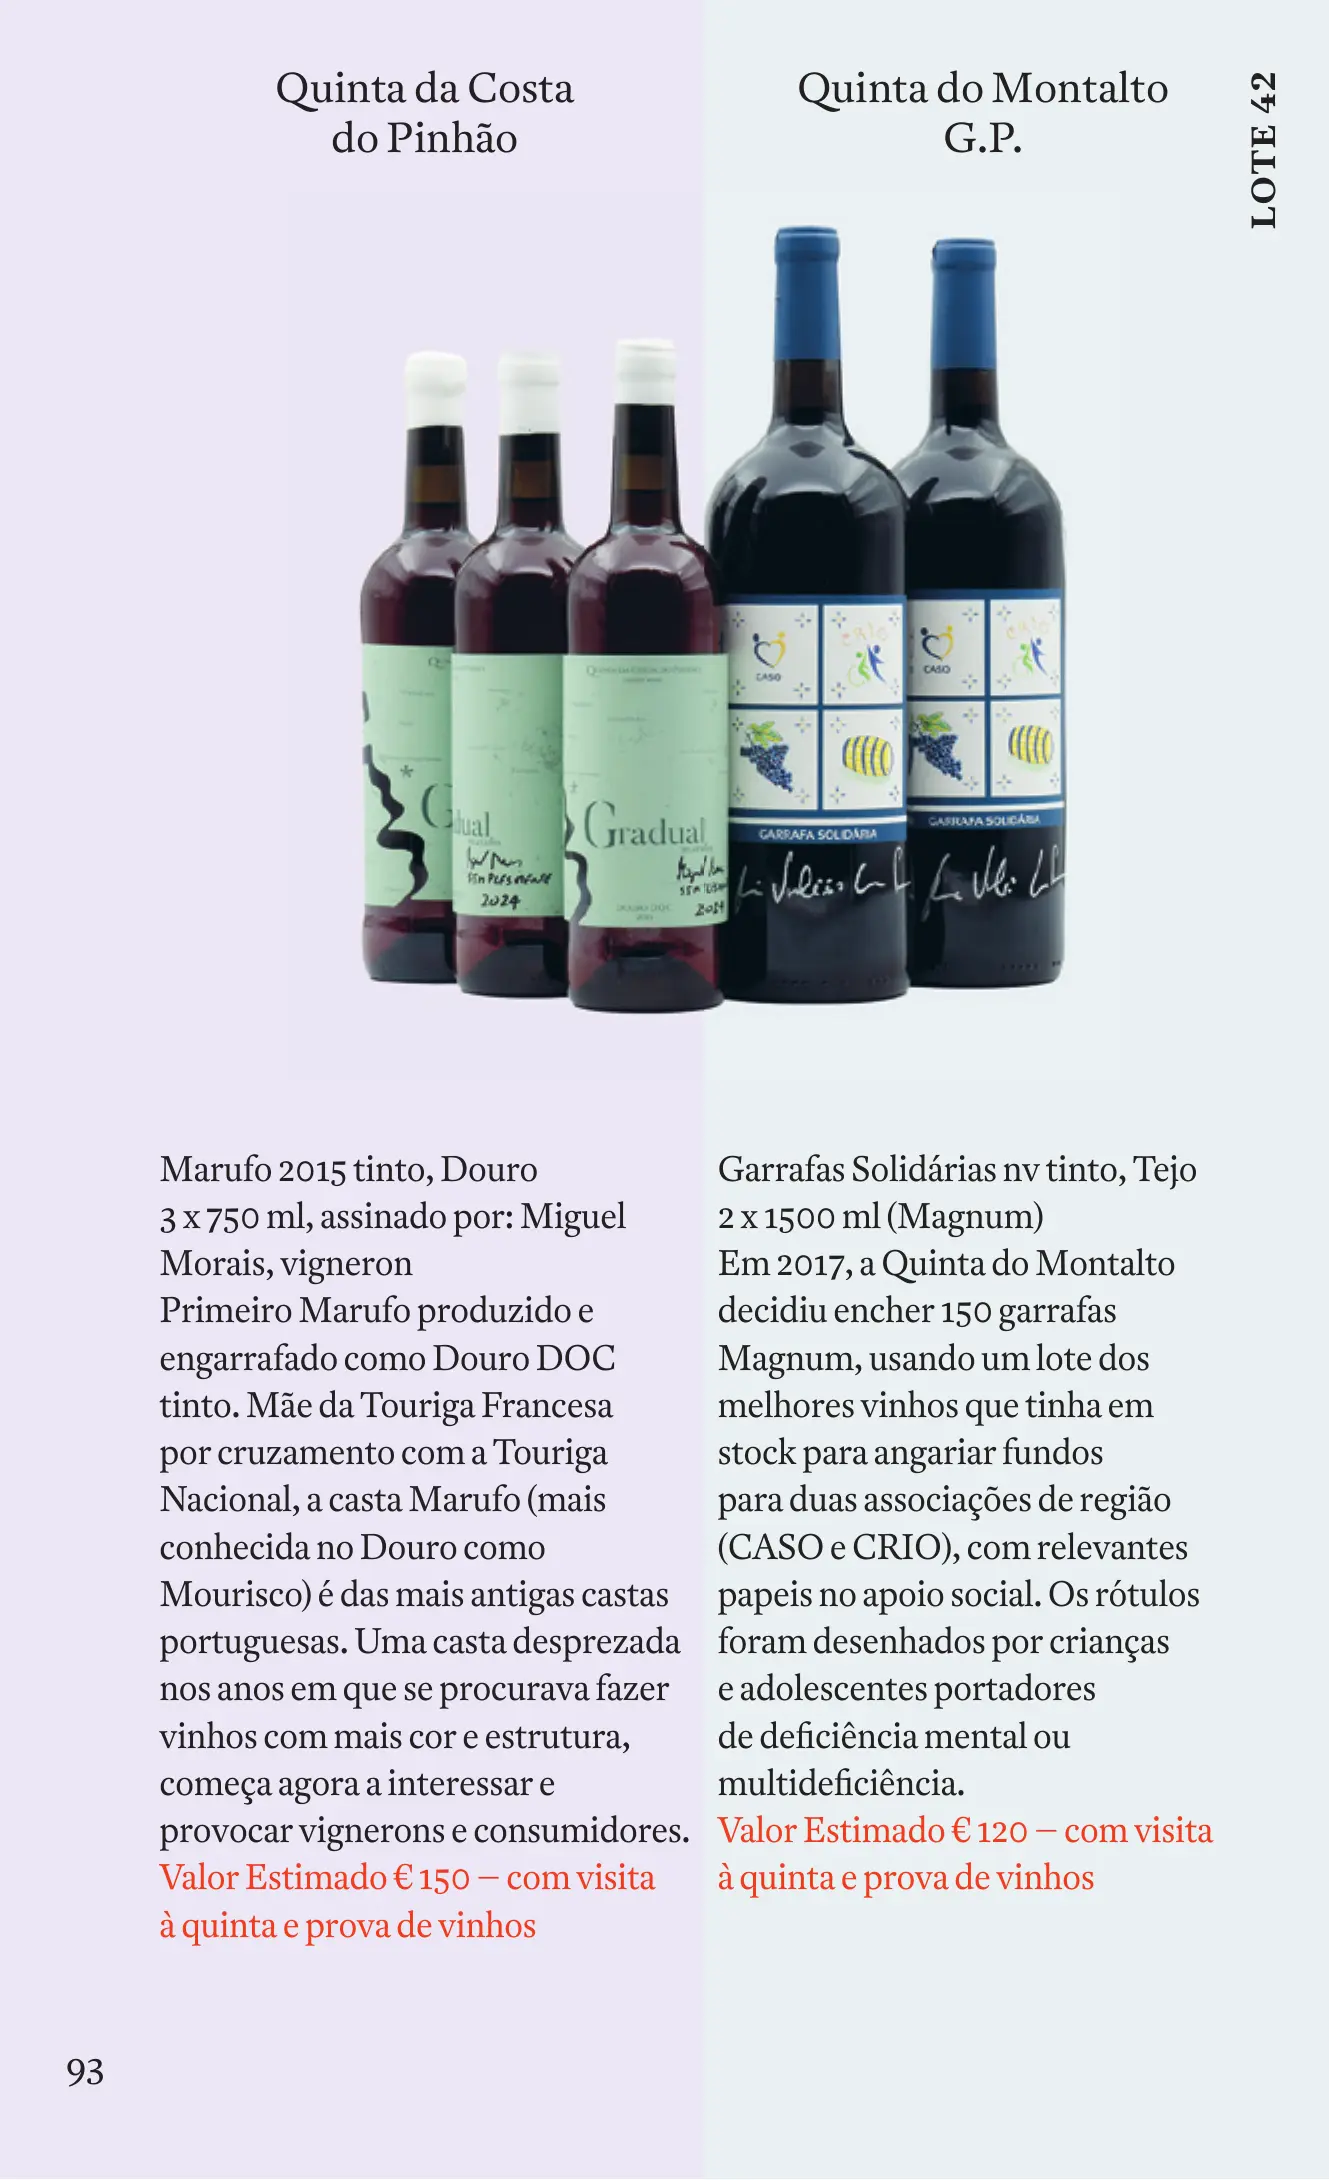 Quinta da Costa
do Pinhão
Quinta do Montalto
G.P.
LOTE 42
Gradual
2024
Gradual
CASO
CRIO
GARRAFA SOLIDÁRIA
CASO
CRIO
GARRAFA SOLIDÁRIA
Marufo 2015 tinto, Douro
3 x 750 ml, assinado por: Miguel
Morais, vigneron
Primeiro Marufo produzido e
engarrafado como Douro DOC
tinto. Mãe da Touriga Francesa
por cruzamento com a Touriga
Nacional, a casta Marufo (mais
conhecida no Douro como
Mourisco) é das mais antigas castas
portuguesas. Uma casta desprezada
nos anos em que se procurava fazer
vinhos com mais cor e estrutura,
começa agora a interessar e
provocar vignerons e consumidores.
Valor Estimado € 150 – com visita
à quinta e prova de vinhos
Garrafas Solidárias nv tinto, Tejo
2 x 1500 ml (Magnum)
Em 2017, a Quinta do Montalto
decidiu encher 150 garrafas
Magnum, usando um lote dos
melhores vinhos que tinha em
stock para angariar fundos
para duas associações de região
(CASO e CRIO), com relevantes
papeis no apoio social. Os rótulos
foram desenhados por crianças
e adolescentes portadores
de deficiência mental ou
multideficiência.
Valor Estimado € 120 – com visita
à quinta e prova de vinhos
93